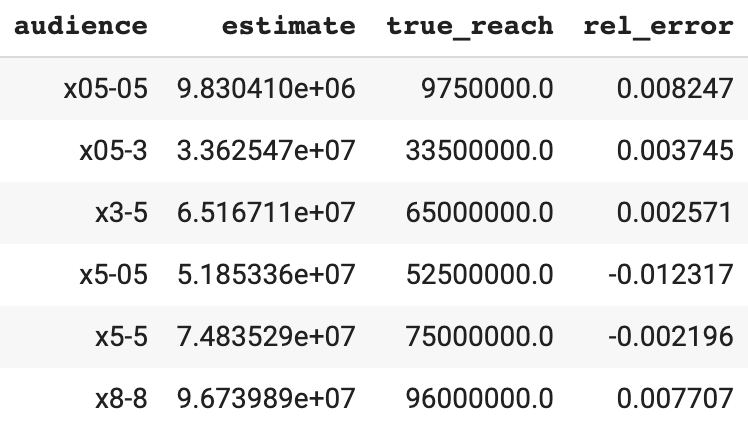 audience estimate true_reach rel_error
x05-05 9.830410e+06 9750000.0 0.008247
x05-3 3.362547e+07 33500000.0 0.003745
x3-5 6.516711e+07 65000000.0 0.002571
x5-05 5.185336e+07 52500000.0 -0.012317
x5-5 7.483529e+07 75000000.0 -0.002196
x8-8 9.673989e+07 96000000.0 0.007707